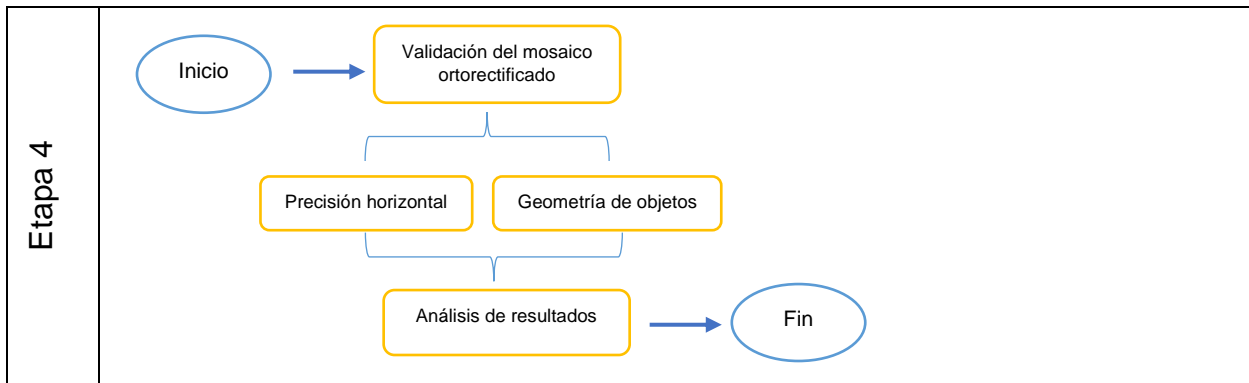 Etapa 4
Inicio
Validación del mosaico
ortorectificado
Precisión horizontal
Geometría de objetos
Análisis de resultados
Fin